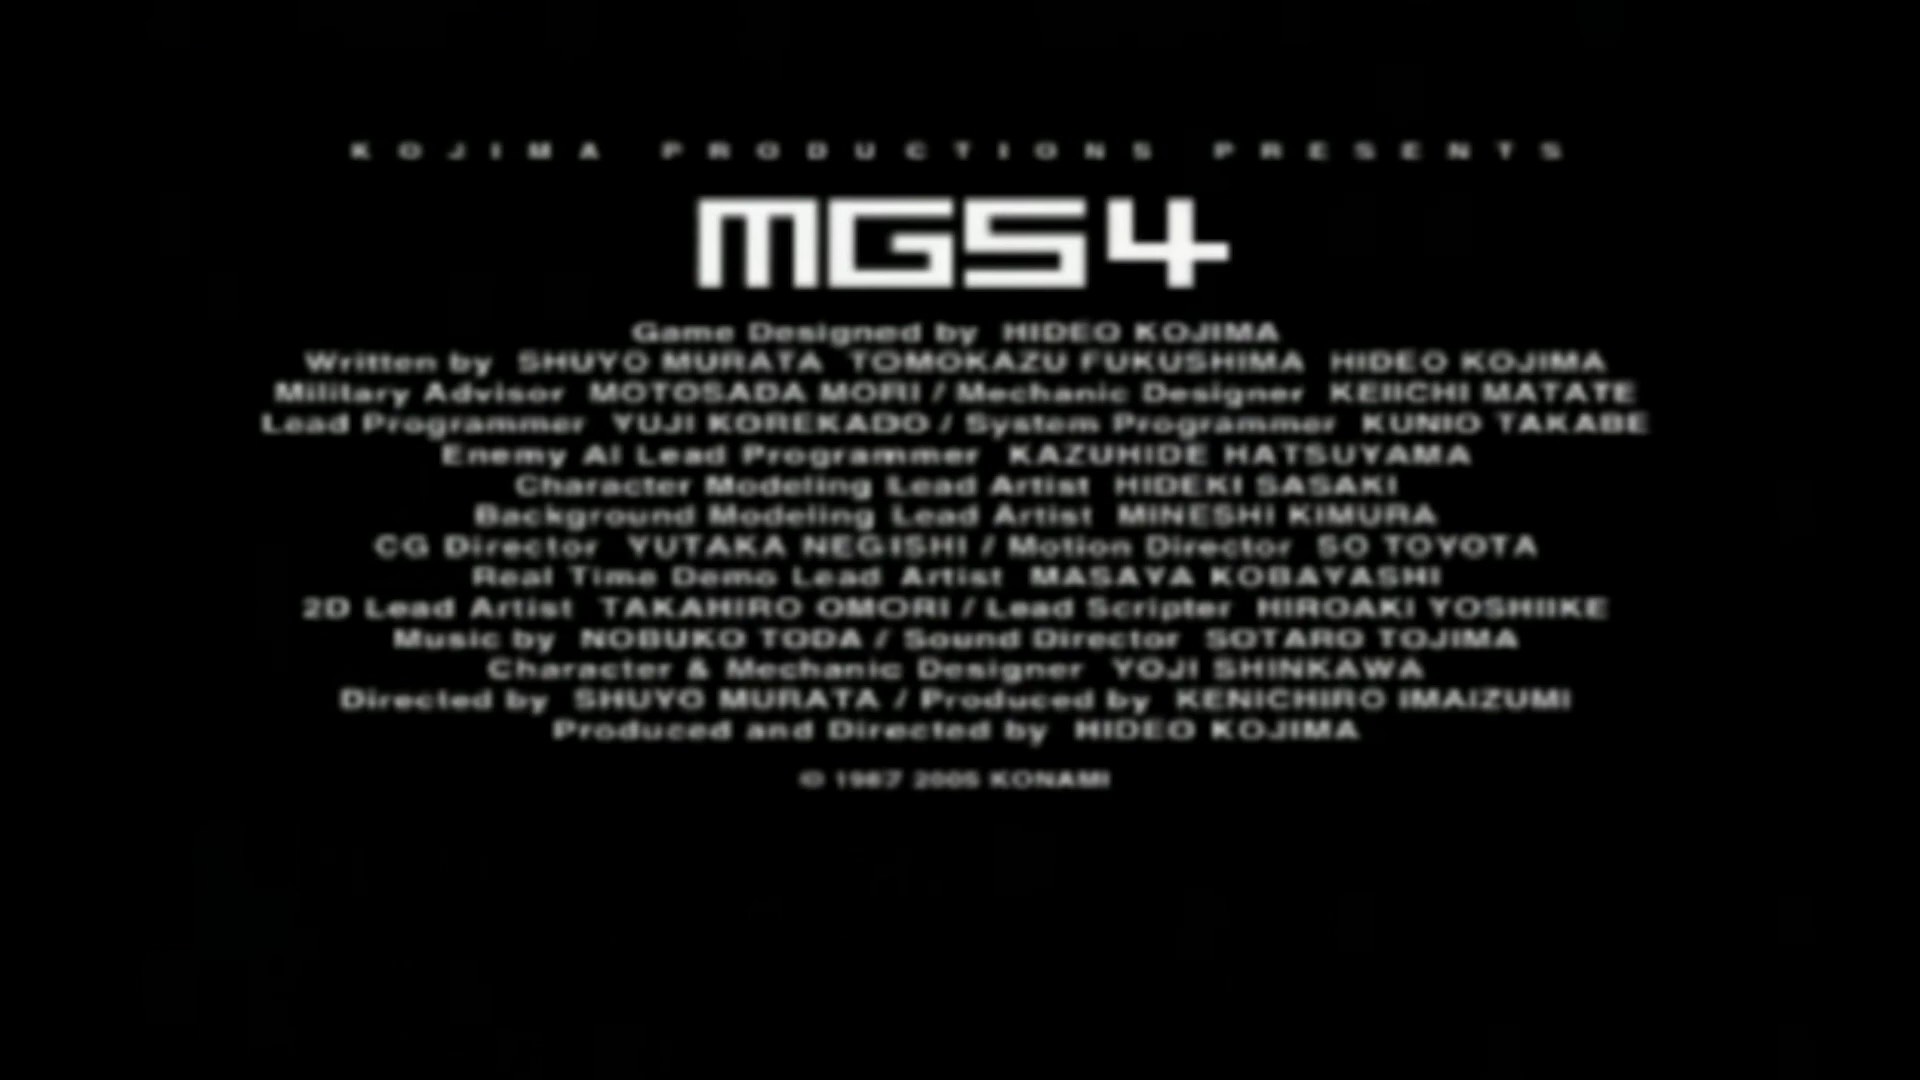 KOJIMA PRODUCTIONS PRESENTS
MGS4
Game Designed by HIDEO KOJIMA
Written by SHUYO MURATA TOMOKAZU FUKUSHIMA HIDEO KOJIMA
Military Advisor MOTOSADA MORI / Mechanic Designer KEIICHI MATATE
Lead Programmer YUJI KOREKADO / System Programmer KUNIO TAKABE
Enemy AI Lead Programmer KAZUHIDE HATSUYAMA
Character Modeling Lead Artist HIDEKI SASAKI
Background Modeling Lead Artist MINESHI KIMURA
CG Director YUTAKA NEGISHI / Motion Director SO TOYOTA
Real Time Demo Lead Artist MASAYA KOBAYASHI
2D Lead Artist TAKAHIRO OMORI / Lead Scripter HIROAKI YOSHIIKE
Music by NOBUKO TODA / Sound Director SOTARO TOJIMA
Character & Mechanic Designer YOJI SHINKAWA
Directed by SHUYO MURATA / Produced by KENICHIRO IMAIZUMI
Produced and Directed by HIDEO KOJIMA
© 1987 2005 KONAMI